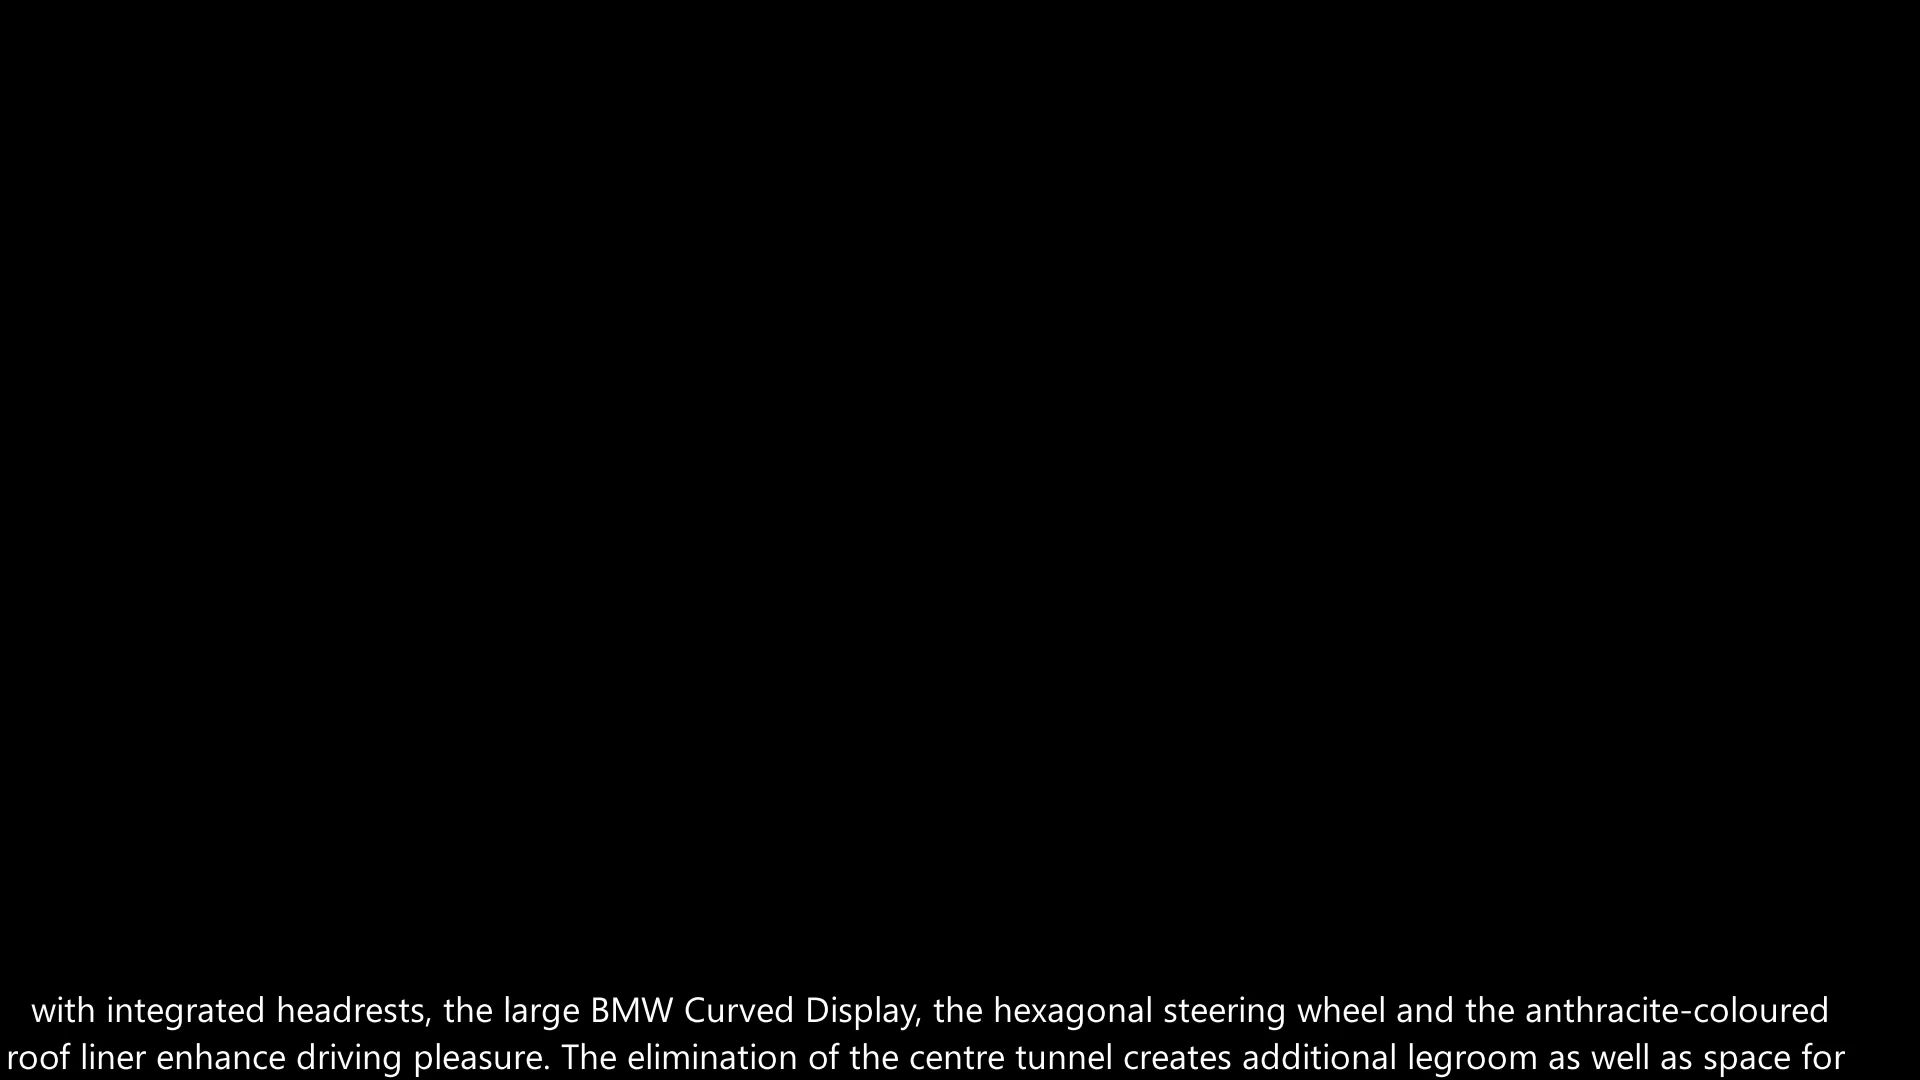 with integrated headrests, the large BMW Curved Display, the hexagonal steering wheel and the anthracite-coloured
roof liner enhance driving pleasure. The elimination of the centre tunnel creates additional legroom as well as space for